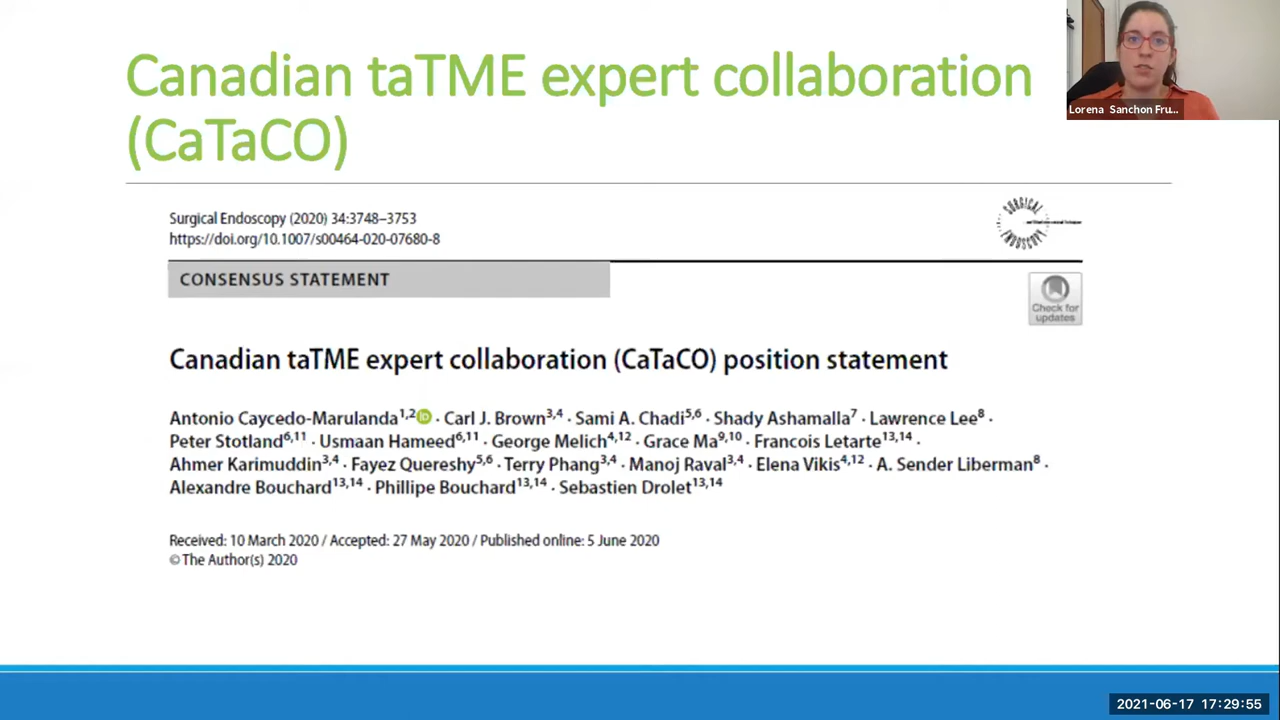 Canadian taTME expert collaboration
(CaTaCO)
Lorena Sanchon Fru...
Surgical Endoscopy (2020) 34:3748–3753
https://doi.org/10.1007/s00464-020-07680-8
SURGICAL
ENDOSCOPY
CONSENSUS STATEMENT
Check for
updates
Canadian taTME expert collaboration (CaTaCO) position statement
Antonio Caycedo-Marulanda1,2 iD · Carl J. Brown3,4 · Sami A. Chadi5,6 · Shady Ashamalla7 · Lawrence Lee8 ·
Peter Stotland6,11 · Usmaan Hameed6,11 · George Melich4,12 · Grace Ma9,10 · Francois Letarte13,14 ·
Ahmer Karimuddin3,4 · Fayez Quereshy5,6 · Terry Phang3,4 · Manoj Raval3,4 · Elena Vikis4,12 · A. Sender Liberman8 ·
Alexandre Bouchard13,14 · Phillipe Bouchard13,14 · Sebastien Drolet13,14
Received: 10 March 2020 / Accepted: 27 May 2020 / Published online: 5 June 2020
© The Author(s) 2020
2021-06-17 17:29:55